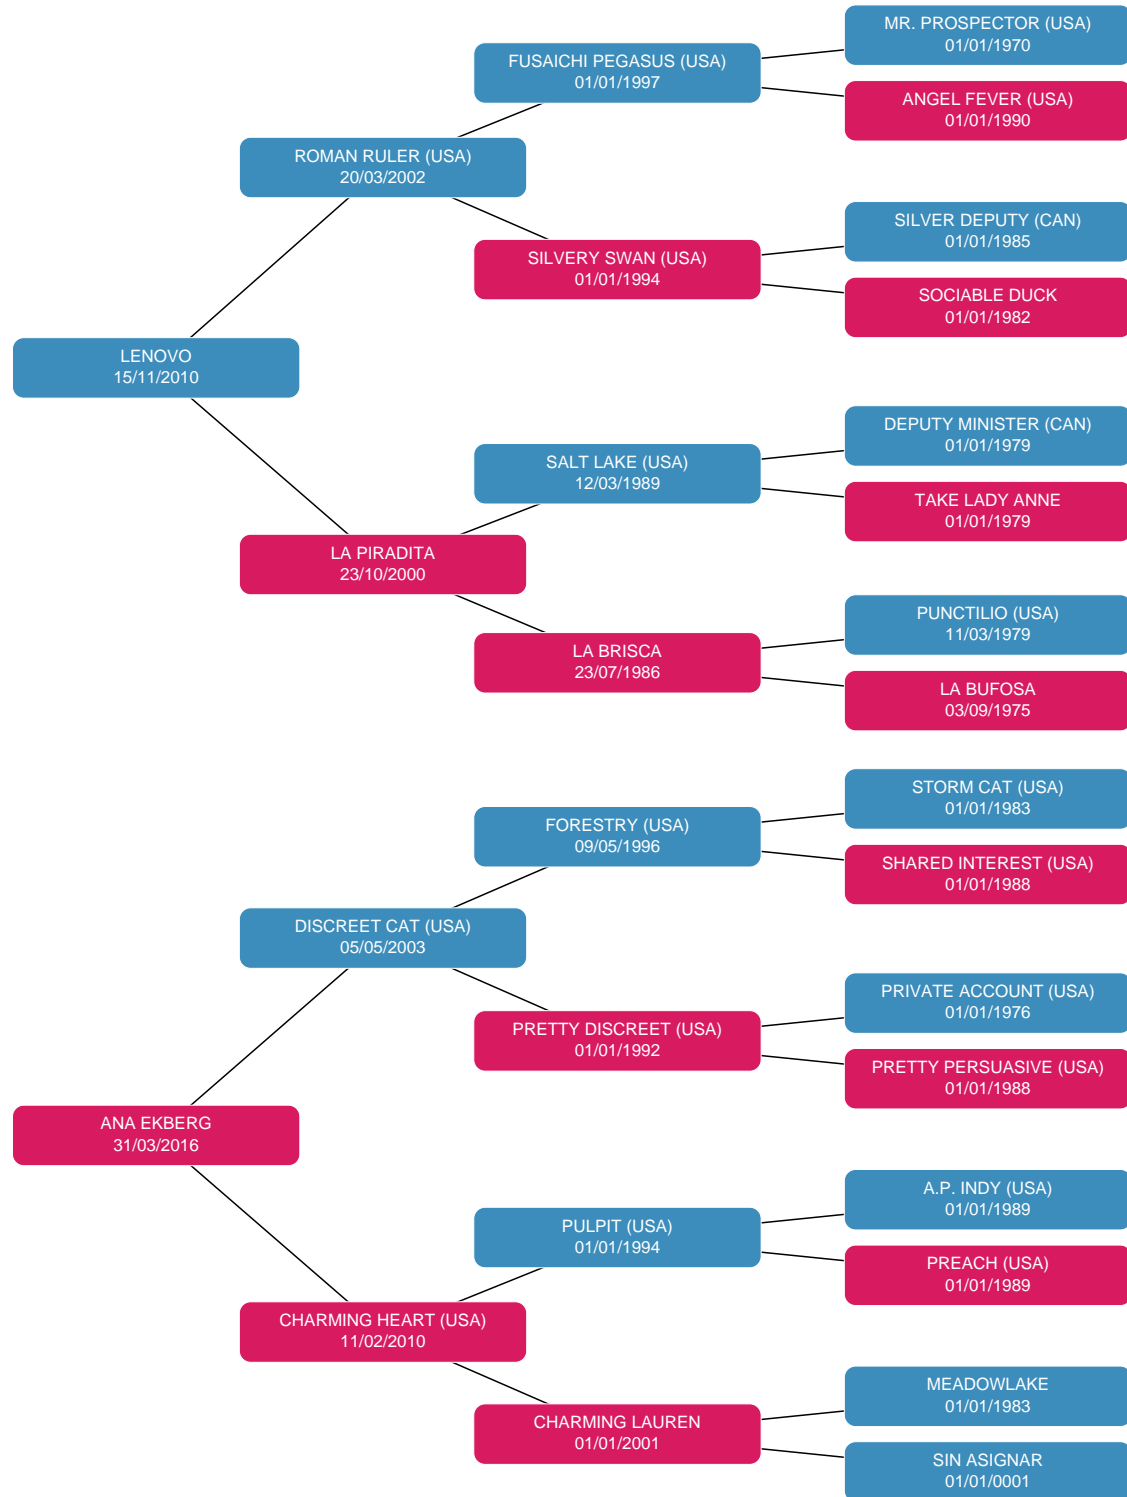 MR. PROSPECTOR (USA)
01/01/1970
FUSAICHI PEGASUS (USA)
01/01/1997
ANGEL FEVER (USA)
01/01/1990
ROMAN RULER (USA)
20/03/2002
SILVER DEPUTY (CAN)
01/01/1985
SILVERY SWAN (USA)
01/01/1994
SOCIABLE DUCK
01/01/1982
LENOVO
15/11/2010
DEPUTY MINISTER (CAN)
01/01/1979
SALT LAKE (USA)
12/03/1989
TAKE LADY ANNE
01/01/1979
LA PIRADITA
23/10/2000
PUNCTILIO (USA)
11/03/1979
LA BRISCA
23/07/1986
LA BUFOSA
03/09/1975
STORM CAT (USA)
01/01/1983
FORESTRY (USA)
09/05/1996
SHARED INTEREST (USA)
01/01/1988
DISCREET CAT (USA)
05/05/2003
PRIVATE ACCOUNT (USA)
01/01/1976
PRETTY DISCREET (USA)
01/01/1992
PRETTY PERSUASIVE (USA)
01/01/1988
ANA EKBERG
31/03/2016
A.P. INDY (USA)
01/01/1989
PULPIT (USA)
01/01/1994
PREACH (USA)
01/01/1989
CHARMING HEART (USA)
11/02/2010
MEADOWLAKE
01/01/1983
CHARMING LAUREN
01/01/2001
SIN ASIGNAR
01/01/0001